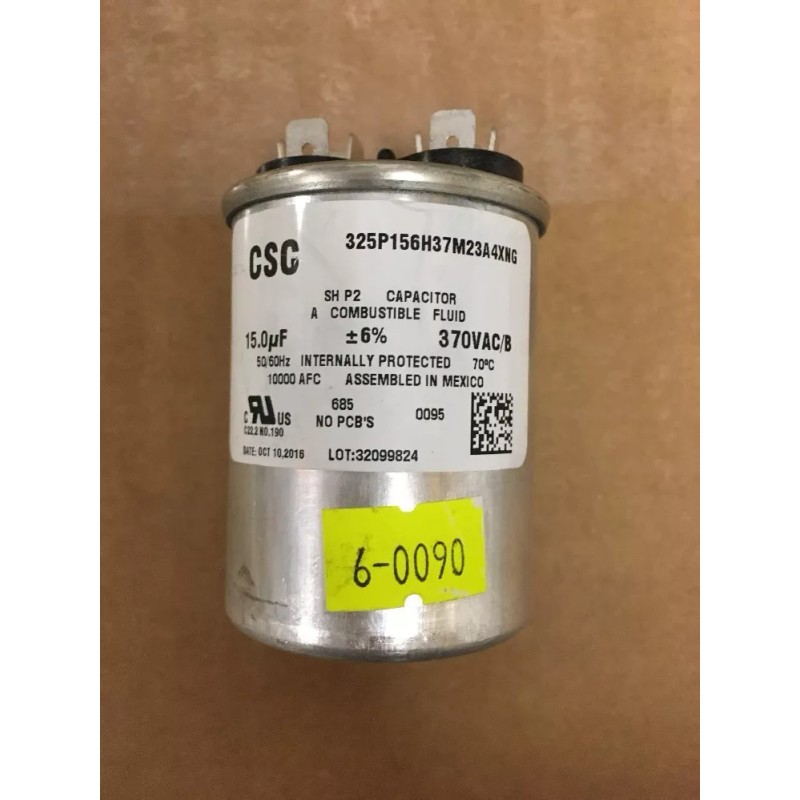 CSC 325P156H37M23A4XNG
SH P2 CAPACITOR
A COMBUSTIBLE FLUID
15.0µF ±6% 370VAC/B
50/60Hz INTERNALLY PROTECTED 70ºC
10000 AFC ASSEMBLED IN MEXICO
C RU US 685 0095
C22.2 NO.190 NO PCB'S
DATE: OCT 10,2016 LOT:32099824
6-0090